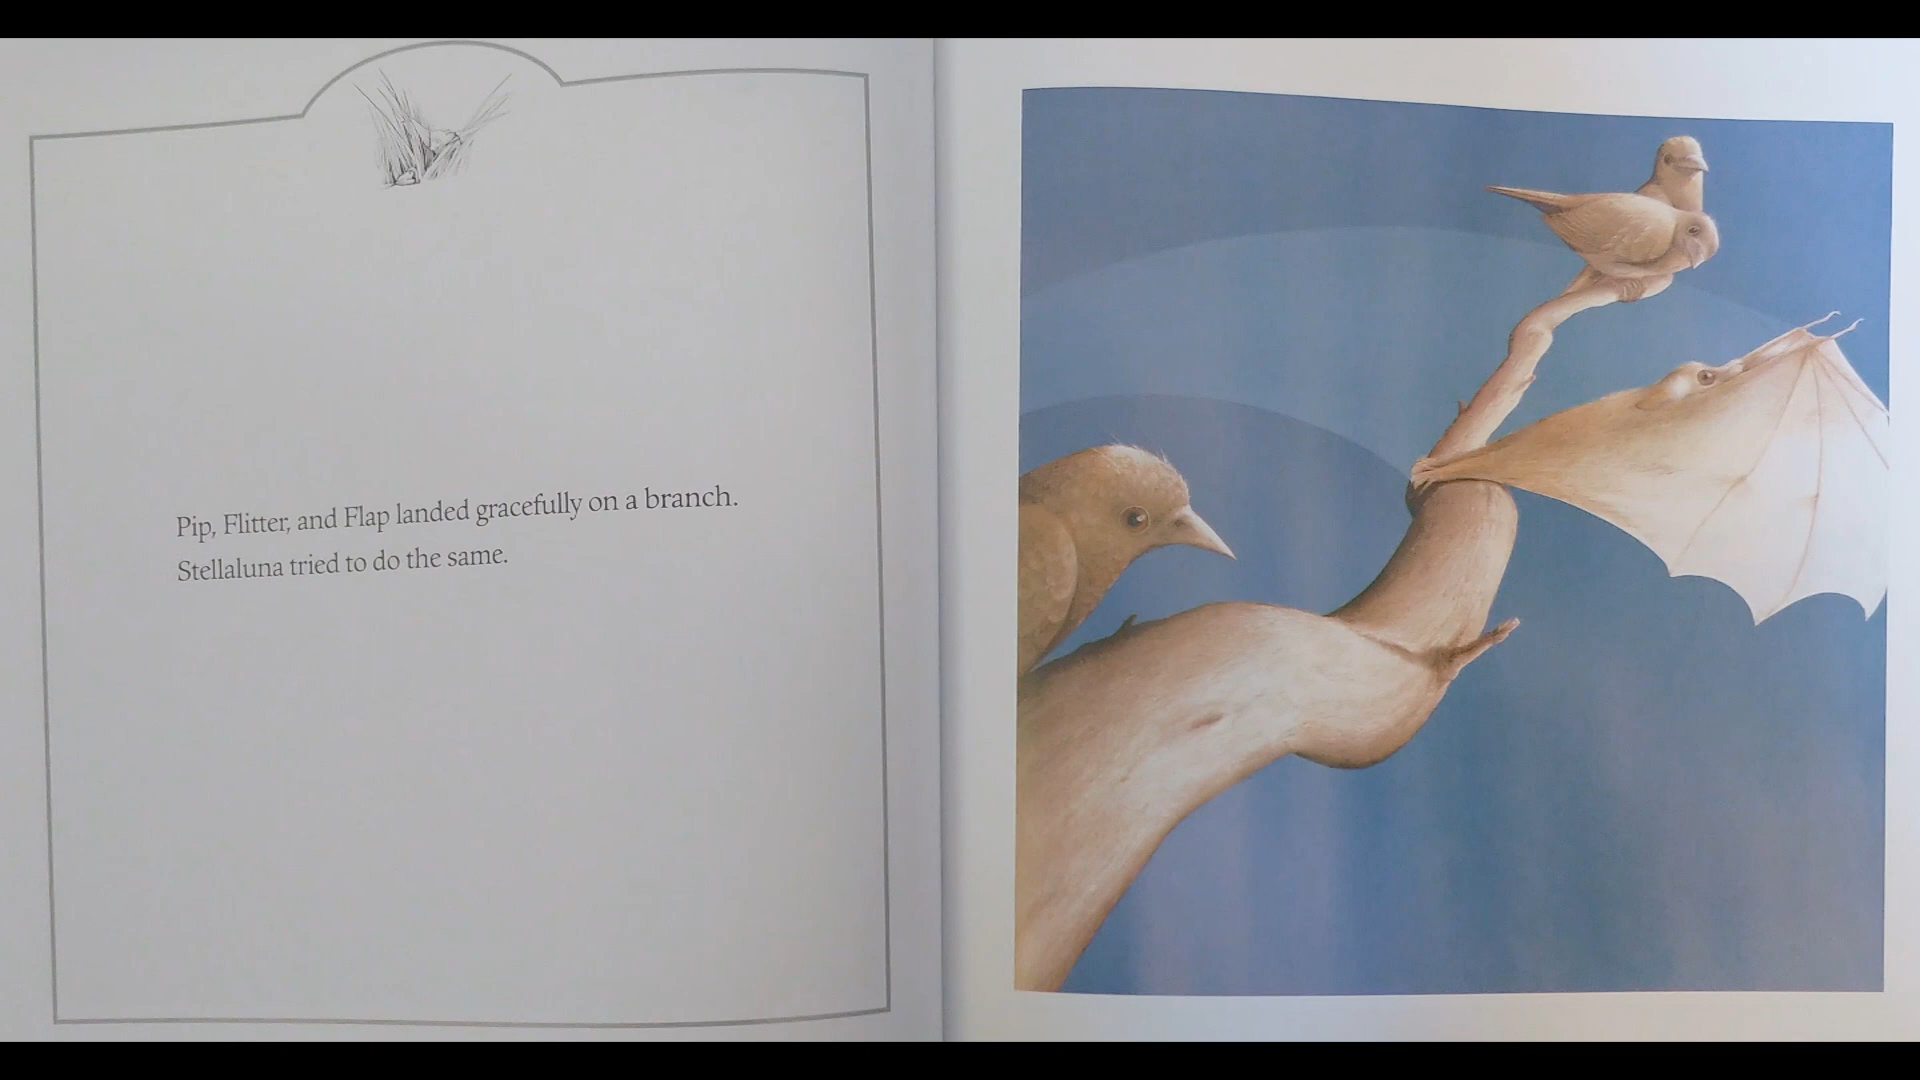 Pip, Flitter, and Flap landed gracefully on a branch.
Stellaluna tried to do the same.